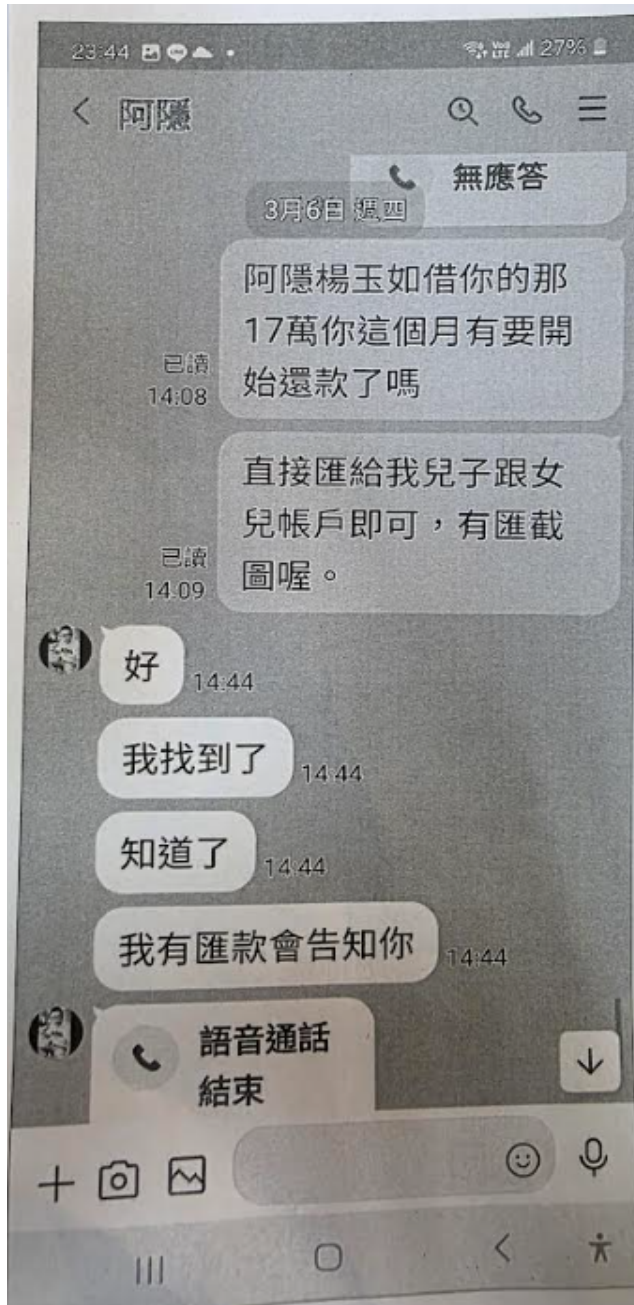 23:44
Vo)) LTE 27%
阿隱
無應答
3月6日 週四
阿隱楊玉如借你的那
17萬你這個月有要開
始還款了嗎
已讀
14:08
直接匯給我兒子跟女
兒帳戶即可，有匯截
圖喔。
已讀
14:09
好
14:44
我找到了
14:44
知道了
14:44
我有匯款會告知你
14:44
語音通話
結束